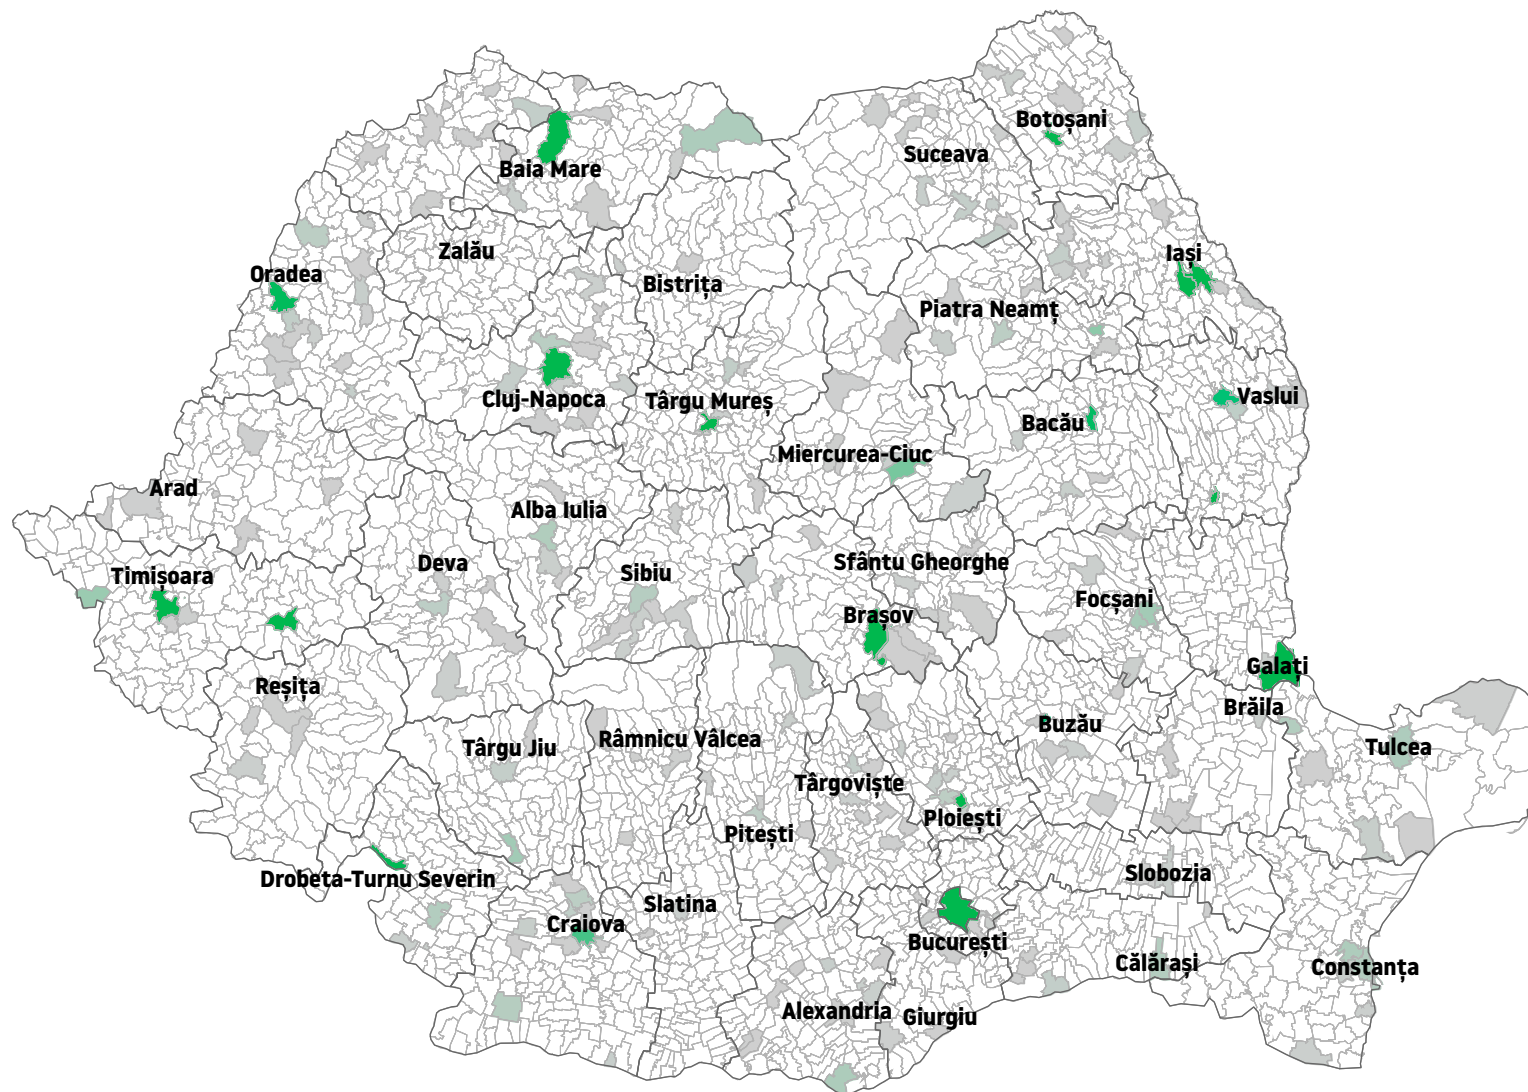 Botoșani
Suceava
Baia Mare
Zalău
Iași
Oradea
Bistrița
Piatra Neamț
Vaslui
Cluj-Napoca
Târgu Mureș
Bacău
Miercurea-Ciuc
Arad
Alba Iulia
Deva
Sfântu Gheorghe
Sibiu
Timișoara
Focșani
Brașov
Galați
Reșița
Brăila
Buzău
Râmnicu Vâlcea
Târgu Jiu
Tulcea
Târgoviște
Ploiești
Pitești
Slobozia
Drobeta-Turnu Severin
Slatina
Craiova
București
Călărași
Constanța
Alexandria
Giurgiu